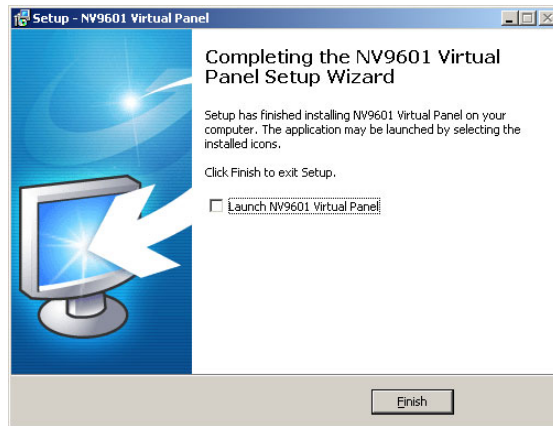 Setup - NV9601 Virtual Panel
Completing the NV9601 Virtual
Panel Setup Wizard
Setup has finished installing NV9601 Virtual Panel on your
computer. The application may be launched by selecting the
installed icons.
Click Finish to exit Setup.
Launch NV9601 Virtual Panel
Finish